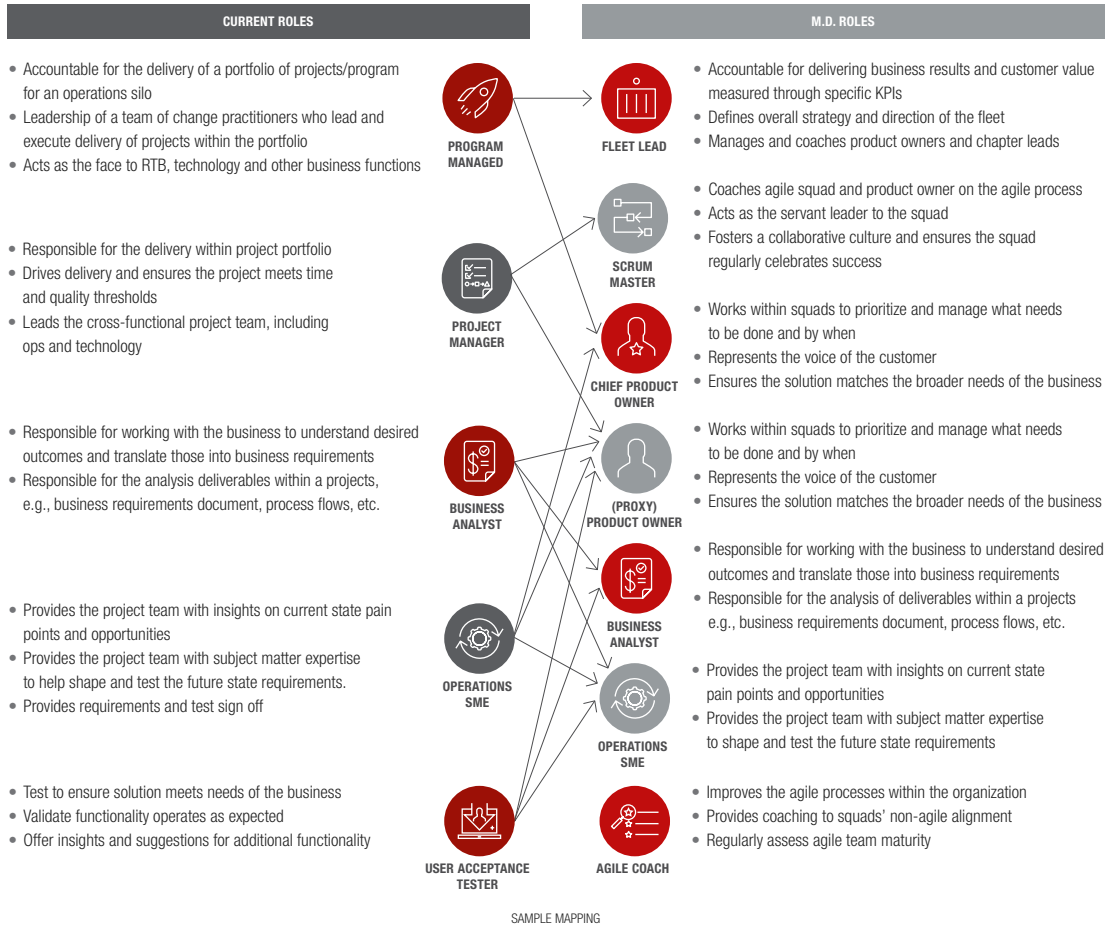 CURRENT ROLES
M.D. ROLES
• Accountable for the delivery of a portfolio of projects/program
for an operations silo
• Leadership of a team of change practitioners who lead and
execute delivery of projects within the portfolio
• Acts as the face to RTB, technology and other business functions
PROGRAM
MANAGED
• Responsible for the delivery within project portfolio
• Drives delivery and ensures the project meets time
and quality thresholds
• Leads the cross-functional project team, including
ops and technology
PROJECT
MANAGER
• Responsible for working with the business to understand desired
outcomes and translate those into business requirements
• Responsible for the analysis deliverables within a projects,
e.g., business requirements document, process flows, etc.
BUSINESS
ANALYST
• Provides the project team with insights on current state pain
points and opportunities
• Provides the project team with subject matter expertise
to help shape and test the future state requirements.
• Provides requirements and test sign off
OPERATIONS
SME
• Test to ensure solution meets needs of the business
• Validate functionality operates as expected
• Offer insights and suggestions for additional functionality
USER ACCEPTANCE
TESTER
FLEET LEAD
• Accountable for delivering business results and customer value
measured through specific KPIs
• Defines overall strategy and direction of the fleet
• Manages and coaches product owners and chapter leads
SCRUM
MASTER
• Coaches agile squad and product owner on the agile process
• Acts as the servant leader to the squad
• Fosters a collaborative culture and ensures the squad
regularly celebrates success
CHIEF PRODUCT
OWNER
• Works within squads to prioritize and manage what needs
to be done and by when
• Represents the voice of the customer
• Ensures the solution matches the broader needs of the business
(PROXY)
PRODUCT OWNER
• Works within squads to prioritize and manage what needs
to be done and by when
• Represents the voice of the customer
• Ensures the solution matches the broader needs of the business
BUSINESS
ANALYST
• Responsible for working with the business to understand desired
outcomes and translate those into business requirements
• Responsible for the analysis of deliverables within a projects
e.g., business requirements document, process flows, etc.
OPERATIONS
SME
• Provides the project team with insights on current state
pain points and opportunities
• Provides the project team with subject matter expertise
to shape and test the future state requirements
AGILE COACH
• Improves the agile processes within the organization
• Provides coaching to squads' non-agile alignment
• Regularly assess agile team maturity
SAMPLE MAPPING